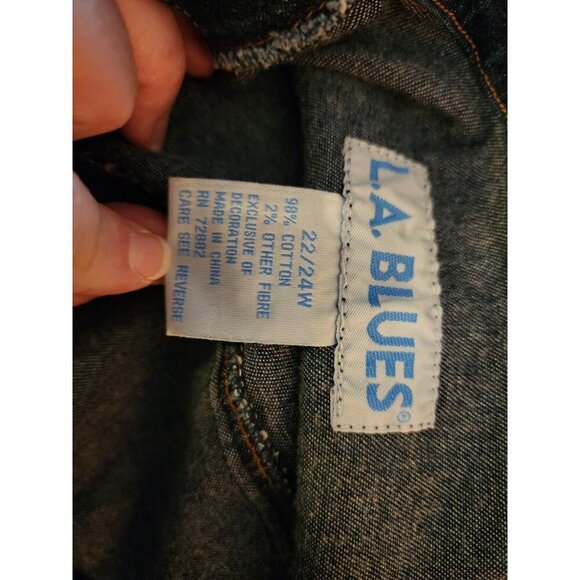 L.A. BLUES®
22/24W
98% COTTON
2% OTHER FIBRE
EXCLUSIVE OF
DECORATION
MADE IN CHINA
RN 72882
CARE SEE REVERSE